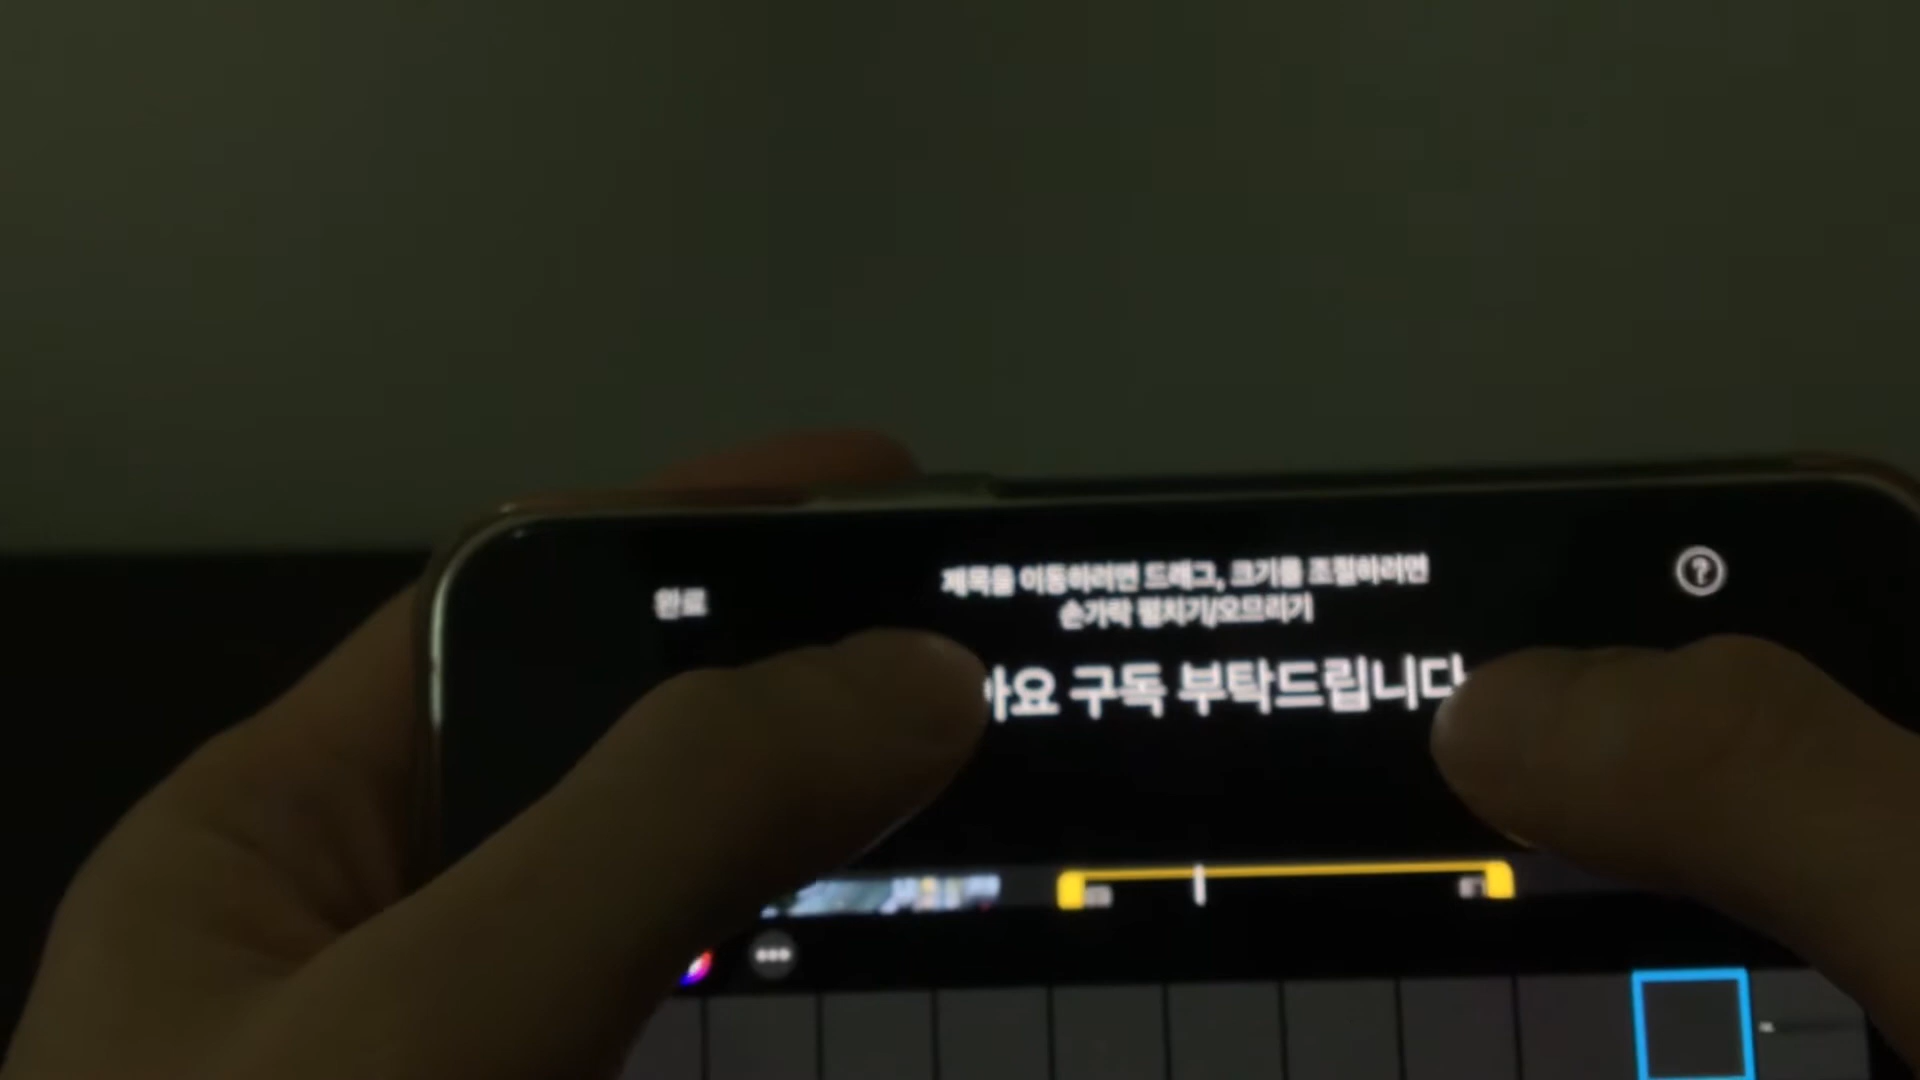 완료
제목을 이동하려면 드래그, 크기를 조절하려면
손가락 펼치기/오므리기
아요 구독 부탁드립니다